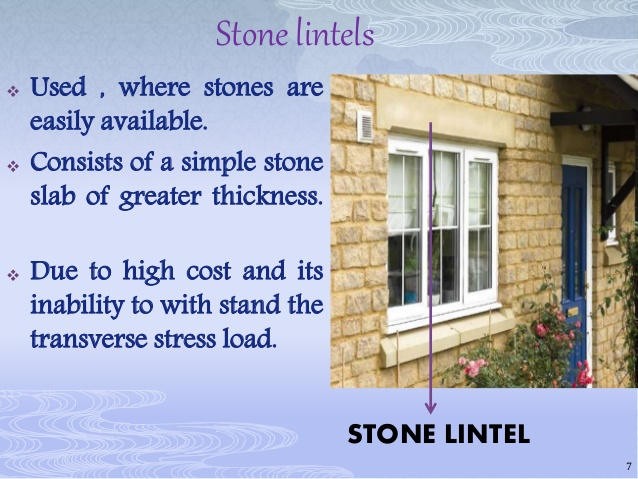 Stone lintels
Used , where stones are
easily available.
Consists of a simple stone
slab of greater thickness.
Due to high cost and its
inability to with stand the
transverse stress load.
STONE LINTEL
7